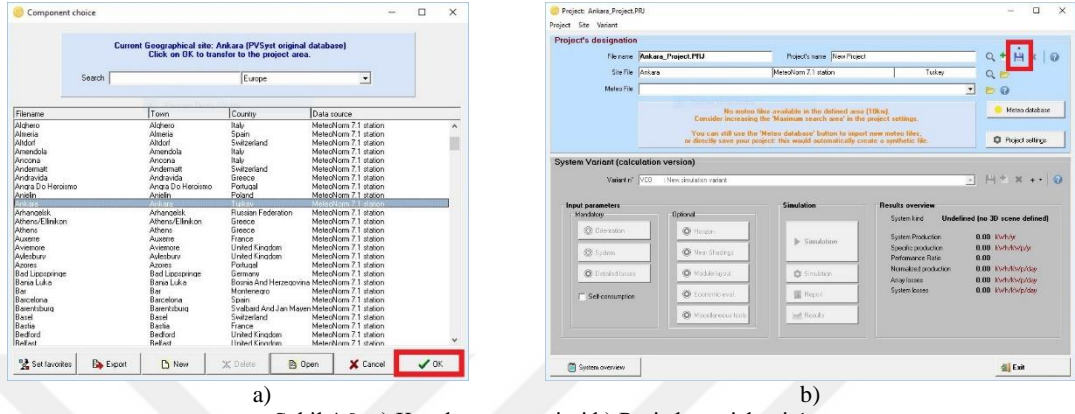 Component choice
Current Geographical site: Ankara (PVSyst original database)
Click on OK to transfer to the project area.
Search
Europe
Filename Town Country Data source
Alghero Alghero Italy MeteoNorm 7.1 station
Almeria Almeria Spain MeteoNorm 7.1 station
Altdorf Altdorf Switzerland MeteoNorm 7.1 station
Amendola Amendola Italy MeteoNorm 7.1 station
Ancona Ancona Italy MeteoNorm 7.1 station
Andermatt Andermatt Switzerland MeteoNorm 7.1 station
Andravida Andravida Greece MeteoNorm 7.1 station
Angra Do Heroismo Angra Do Heroismo Portugal MeteoNorm 7.1 station
Anielin Anielin Poland MeteoNorm 7.1 station
Ankara Ankara Turkey MeteoNorm 7.1 station
Arhangelsk Arhangelsk Russian Federation MeteoNorm 7.1 station
Athens/Ellinikon Athens/Ellinikon Greece MeteoNorm 7.1 station
Athens Athens Greece MeteoNorm 7.1 station
Auxerre Auxerre France MeteoNorm 7.1 station
Aviemore Aviemore United Kingdom MeteoNorm 7.1 station
Aylesbury Aylesbury United Kingdom MeteoNorm 7.1 station
Azores Azores Portugal MeteoNorm 7.1 station
Bad Lippspringe Bad Lippspringe Germany MeteoNorm 7.1 station
Banja Luka Banja Luka Bosnia And Herzegovina MeteoNorm 7.1 station
Bar Bar Montenegro MeteoNorm 7.1 station
Barcelona Barcelona Spain MeteoNorm 7.1 station
Barentsburg Barentsburg Svalbard And Jan Mayen MeteoNorm 7.1 station
Basel Basel Switzerland MeteoNorm 7.1 station
Bastia Bastia France MeteoNorm 7.1 station
Bedford Bedford United Kingdom MeteoNorm 7.1 station
Belfast Belfast United Kingdom MeteoNorm 7.1 station
Set favorites Export New Delete Open Cancel OK
a)
Project: Ankara_Project.PRJ
Project Site Variant
Project's designation
File name Ankara_Project.PRJ Project's name New Project
Site File Ankara MeteoNorm 7.1 station Turkey
Meteo File
No meteo files available in the defined area (10km).
Consider increasing the 'Maximum search area' in the project settings.
You can still use the 'Meteo database' button to import new meteo files,
or directly save your project: this would automatically create a synthetic file.
Meteo database
Project settings
System Variant (calculation version)
Variant n° VC0 : New simulation variant
Input parameters
Mandatory
Orientation
System
Detailed losses
Self-consumption
Optional
Horizon
Near Shadings
Module layout
Economic eval.
Miscellaneous tools
Simulation
Simulation
Simulation
Report
Results
Results overview
System kind Undefined (no 3D scene defined)
System Production 0.00 kWh/yr
Specific production 0.00 kWh/kWp/yr
Performance Ratio 0.00
Normalized production 0.00 kWh/kWp/day
Array losses 0.00 kWh/kWp/day
System losses 0.00 kWh/kWp/day
System overview
Exit
b)